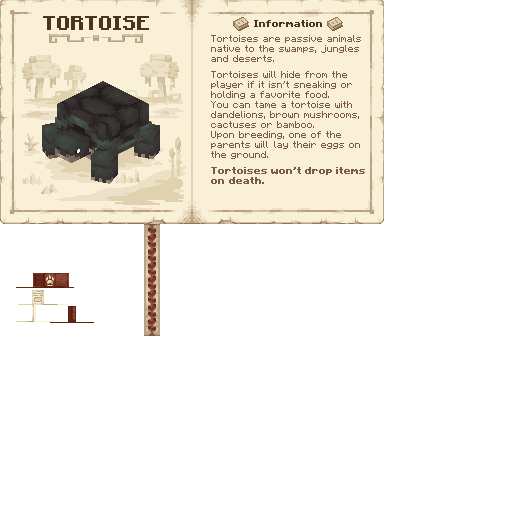 TORTOISE
Information
Tortoises are passive animals
native to the swamps, jungles
and deserts.
Tortoises will hide from the
player if it isn't sneaking or
holding a favorite food.
You can tame a tortoise with
dandelions, brown mushrooms,
cactuses or bamboo.
Upon breeding, one of the
parents will lay their eggs on
the ground.
Tortoises won't drop items
on death.